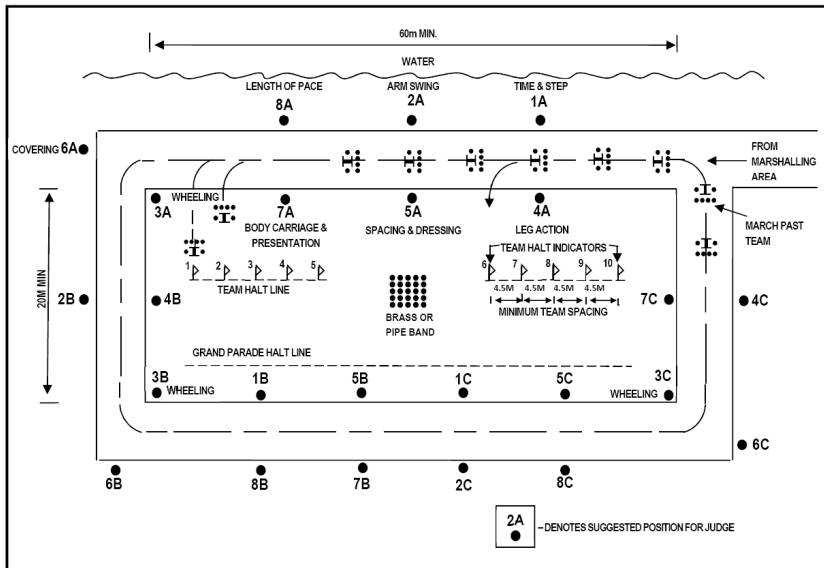 60m MIN.
WATER
LENGTH OF PACE
ARM SWING
TIME & STEP
8A
2A
1A
COVERING 6A
FROM
MARSHALLING
AREA
WHEELING
3A
7A
5A
4A
MARCH PAST
TEAM
BODY CARRIAGE &
PRESENTATION
SPACING & DRESSING
LEG ACTION
TEAM HALT INDICATORS
1 2 3 4 5
6 7 8 9 10
TEAM HALT LINE
4.5M 4.5M 4.5M 4.5M
MINIMUM TEAM SPACING
20M MIN
2B
4B
BRASS OR
PIPE BAND
7C
4C
GRAND PARADE HALT LINE
3B
WHEELING
1B
5B
1C
5C
3C
WHEELING
6C
6B
8B
7B
2C
8C
2A
– DENOTES SUGGESTED POSITION FOR JUDGE